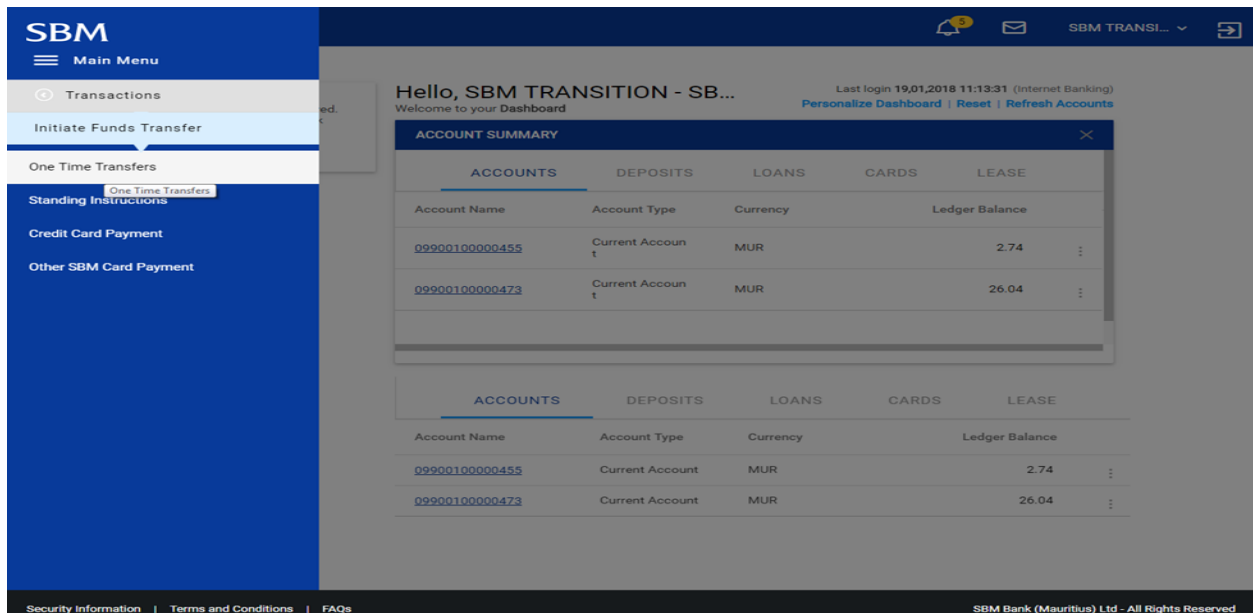 SBM
5
SBM TRANSI...
Main Menu
Transactions
Initiate Funds Transfer
One Time Transfers
One Time Transfers
Standing Instructions
Credit Card Payment
Other SBM Card Payment
ed.
Hello, SBM TRANSITION - SB...
Welcome to your Dashboard
Last login 19,01,2018 11:13:31 (Internet Banking)
Personalize Dashboard | Reset | Refresh Accounts
ACCOUNT SUMMARY
ACCOUNTS DEPOSITS LOANS CARDS LEASE
Account Name Account Type Currency Ledger Balance
09900100000455 Current Accoun
t MUR 2.74
09900100000473 Current Accoun
t MUR 26.04
ACCOUNTS DEPOSITS LOANS CARDS LEASE
Account Name Account Type Currency Ledger Balance
09900100000455 Current Account MUR 2.74
09900100000473 Current Account MUR 26.04
Security Information | Terms and Conditions | FAQs
SBM Bank (Mauritius) Ltd - All Rights Reserved